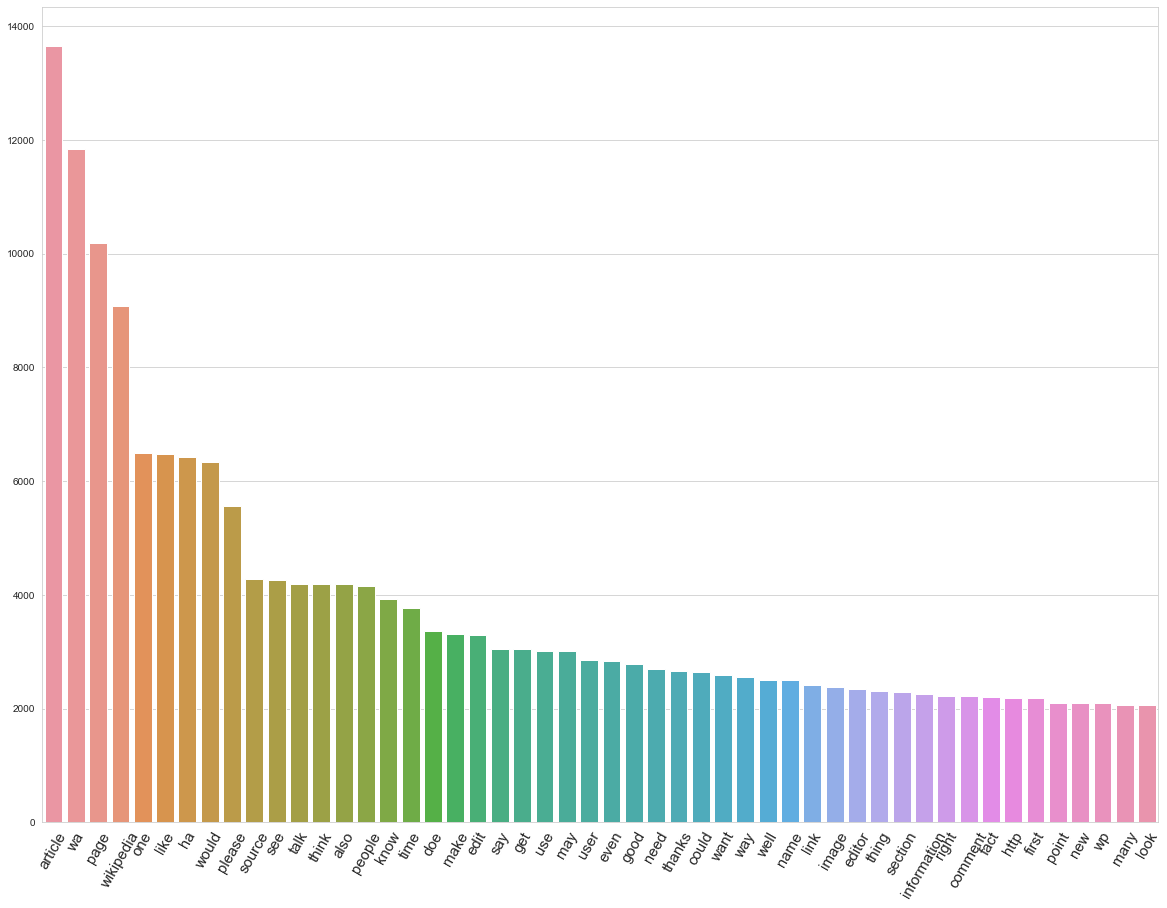 14000
12000
10000
8000
6000
4000
2000
0
article
wa
page
wikipedia
one
like
ha
would
please
source
see
talk
think
also
people
know
time
doe
make
edit
say
get
use
may
user
even
good
need
thanks
could
want
way
well
name
link
image
editor
thing
section
information
right
comment
fact
http
first
point
new
wp
many
look